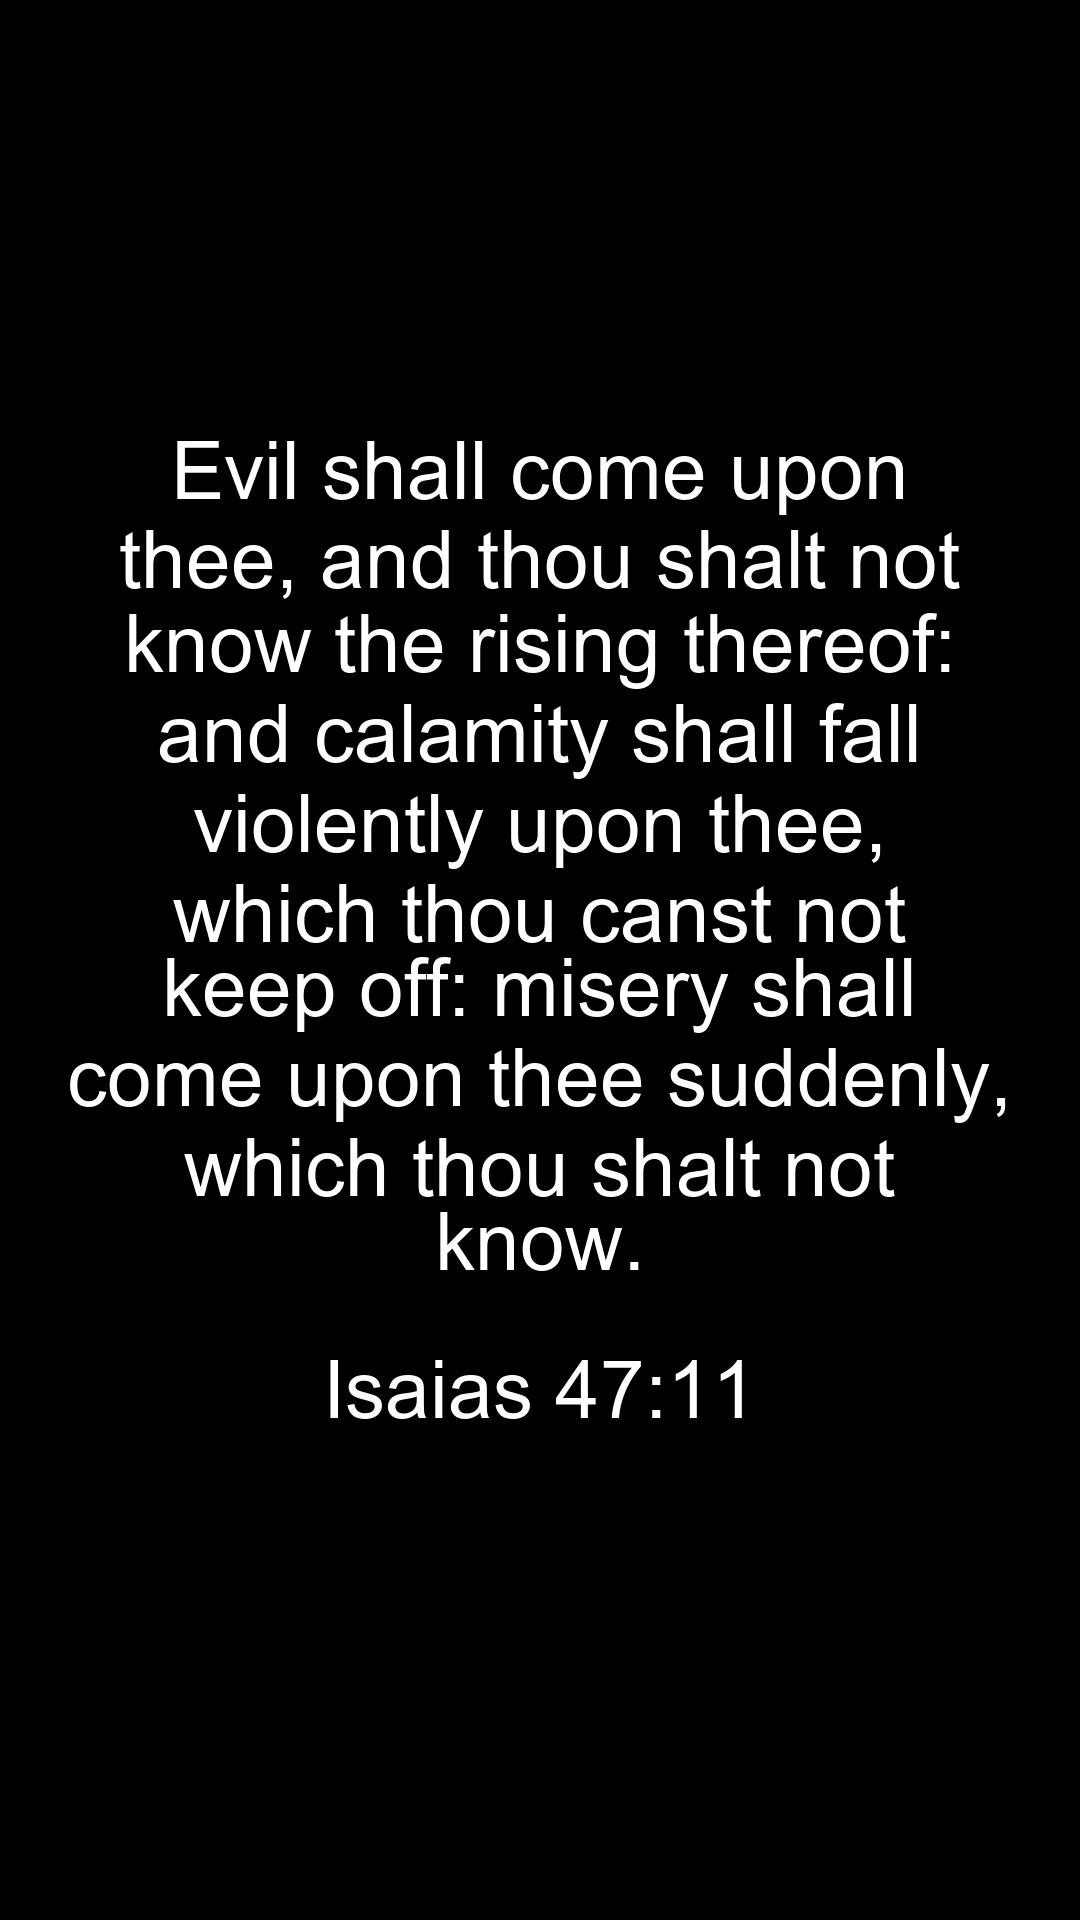 Evil shall come upon
thee, and thou shalt not
know the rising thereof:
and calamity shall fall
violently upon thee,
which thou canst not
keep off: misery shall
come upon thee suddenly,
which thou shalt not
know.
Isaias 47:11